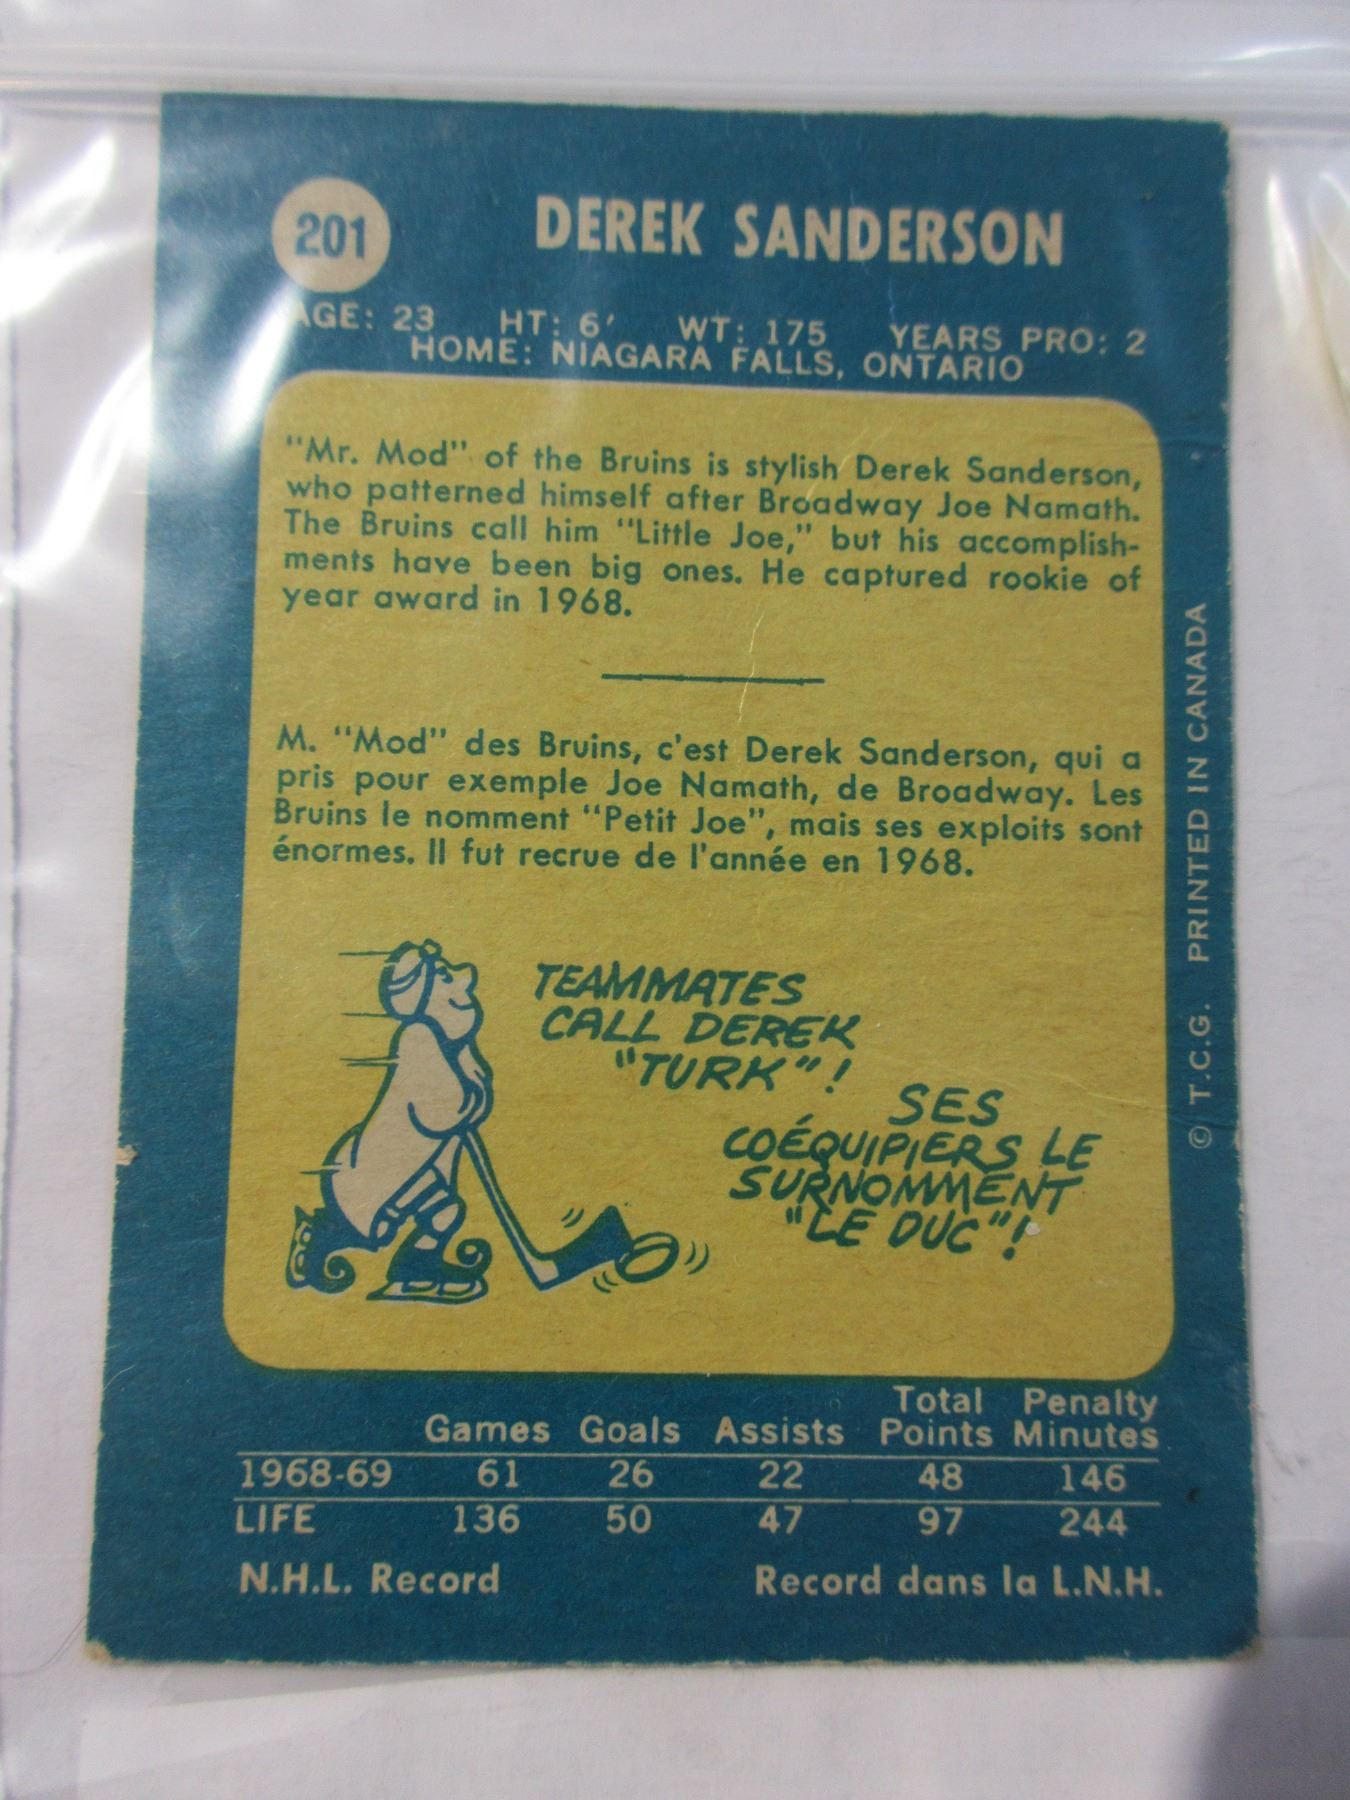 201
DEREK SANDERSON
AGE: 23 HT: 6' WT: 175 YEARS PRO: 2
HOME: NIAGARA FALLS, ONTARIO
"Mr. Mod" of the Bruins is stylish Derek Sanderson,
who patterned himself after Broadway Joe Namath.
The Bruins call him "Little Joe," but his accomplish-
ments have been big ones. He captured rookie of
year award in 1968.
M. "Mod" des Bruins, c'est Derek Sanderson, qui a
pris pour exemple Joe Namath, de Broadway. Les
Bruins le nomment "Petit Joe", mais ses exploits sont
énormes. Il fut recrue de l'année en 1968.
TEAMMATES
CALL DEREK
"TURK"!
SES
COÉQUIPIERS LE
SURNOMMENT
"LE DUC"!
© T.C.G. PRINTED IN CANADA
Games Goals Assists Total Points Penalty Minutes
1968-69 61 26 22 48 146
LIFE 136 50 47 97 244
N.H.L. Record Record dans la L.N.H.